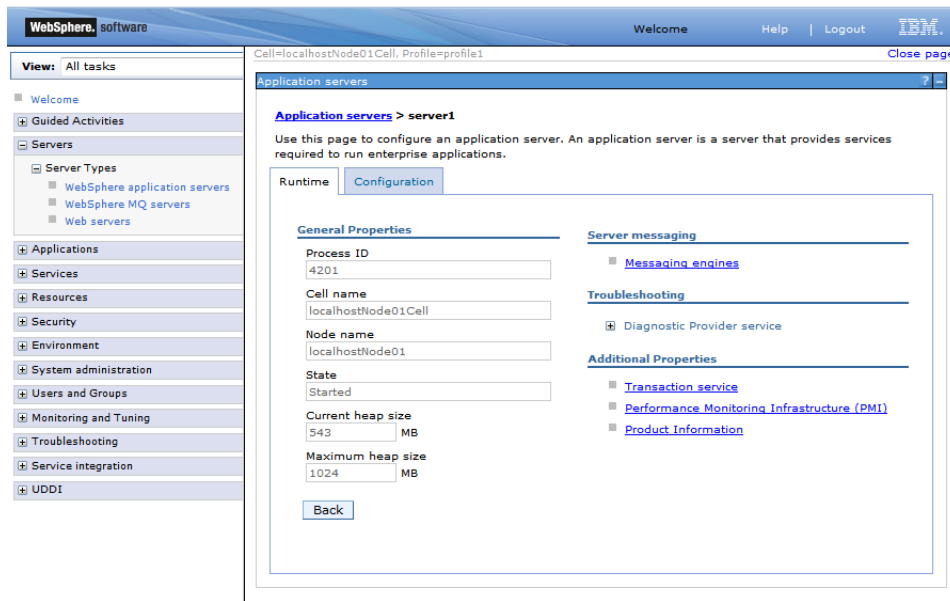 WebSphere. software
Welcome
Help | Logout
IBM.
View: All tasks
Cell=localhostNode01Cell, Profile=profile1
Close page
Welcome
Guided Activities
Servers
Server Types
WebSphere application servers
WebSphere MQ servers
Web servers
Applications
Services
Resources
Security
Environment
System administration
Users and Groups
Monitoring and Tuning
Troubleshooting
Service integration
UDDI
Application servers
? -
Application servers > server1
Use this page to configure an application server. An application server is a server that provides services
required to run enterprise applications.
Runtime
Configuration
General Properties
Process ID
4201
Cell name
localhostNode01Cell
Node name
localhostNode01
State
Started
Current heap size
543 MB
Maximum heap size
1024 MB
Back
Server messaging
Messaging engines
Troubleshooting
Diagnostic Provider service
Additional Properties
Transaction service
Performance Monitoring Infrastructure (PMI)
Product Information